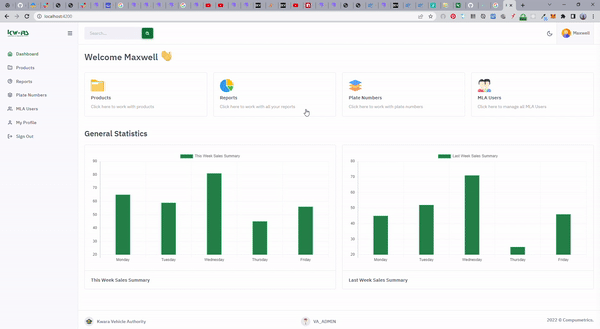 localhost:4200
KW-IRS
Search...
Maxwell
Dashboard
Products
Reports
Plate Numbers
MLA Users
My Profile
Sign Out
Welcome Maxwell
Products
Click here to work with products
Reports
Click here to work with all your reports
Plate Numbers
Click here to work with plate numbers
MLA Users
Click here to manage all MLA Users
General Statistics
This Week Sales Summary
90
80
70
60
50
40
30
20
Monday
Tuesday
Wednesday
Thursday
Friday
This Week Sales Summary
Last Week Sales Summary
80
70
60
50
40
30
20
Monday
Tuesday
Wednesday
Thursday
Friday
Last Week Sales Summary
Kwara Vehicle Authority
VA_ADMIN
2022 © Compumetrics.